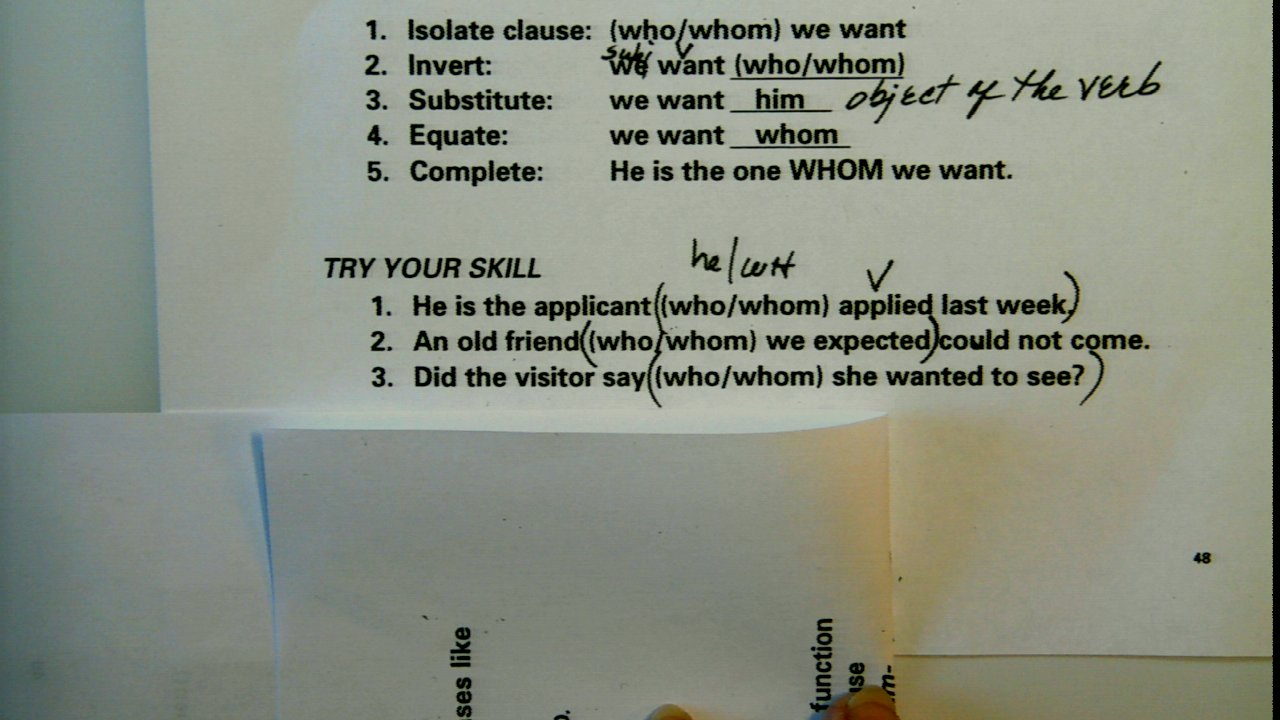 1. Isolate clause: (who/whom) we want
subj v
2. Invert: we want (who/whom)
3. Substitute: we want him object of the verb
4. Equate: we want whom
5. Complete: He is the one WHOM we want.
he/
v
TRY YOUR SKILL
1. He is the applicant ((who/whom) applied last week.)
2. An old friend ((who/whom) we expected) could not come.
3. Did the visitor say ((who/whom) she wanted to see?)
48
ses like
function